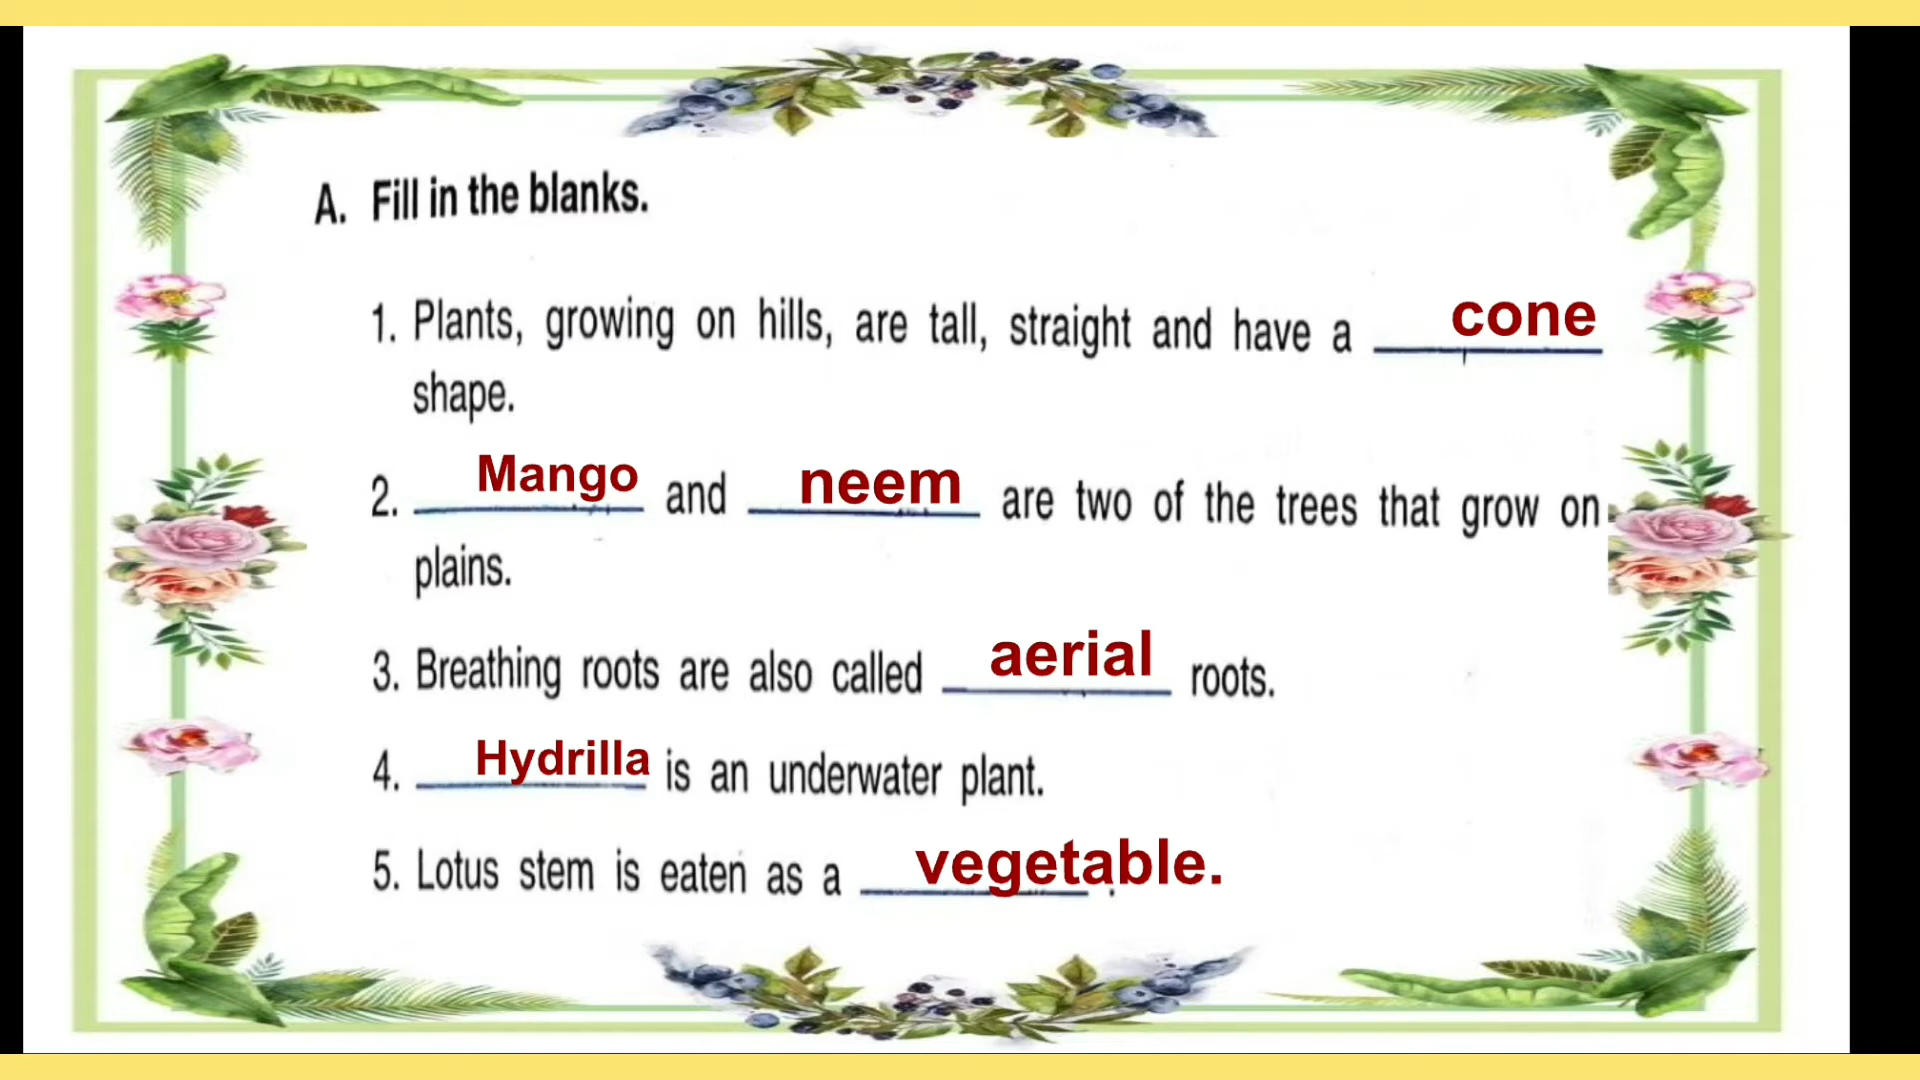 A. Fill in the blanks.
1. Plants, growing on hills, are tall, straight and have a cone
shape.
2. Mango and neem are two of the trees that grow on
plains.
3. Breathing roots are also called aerial roots.
4. Hydrilla is an underwater plant.
5. Lotus stem is eaten as a vegetable. .